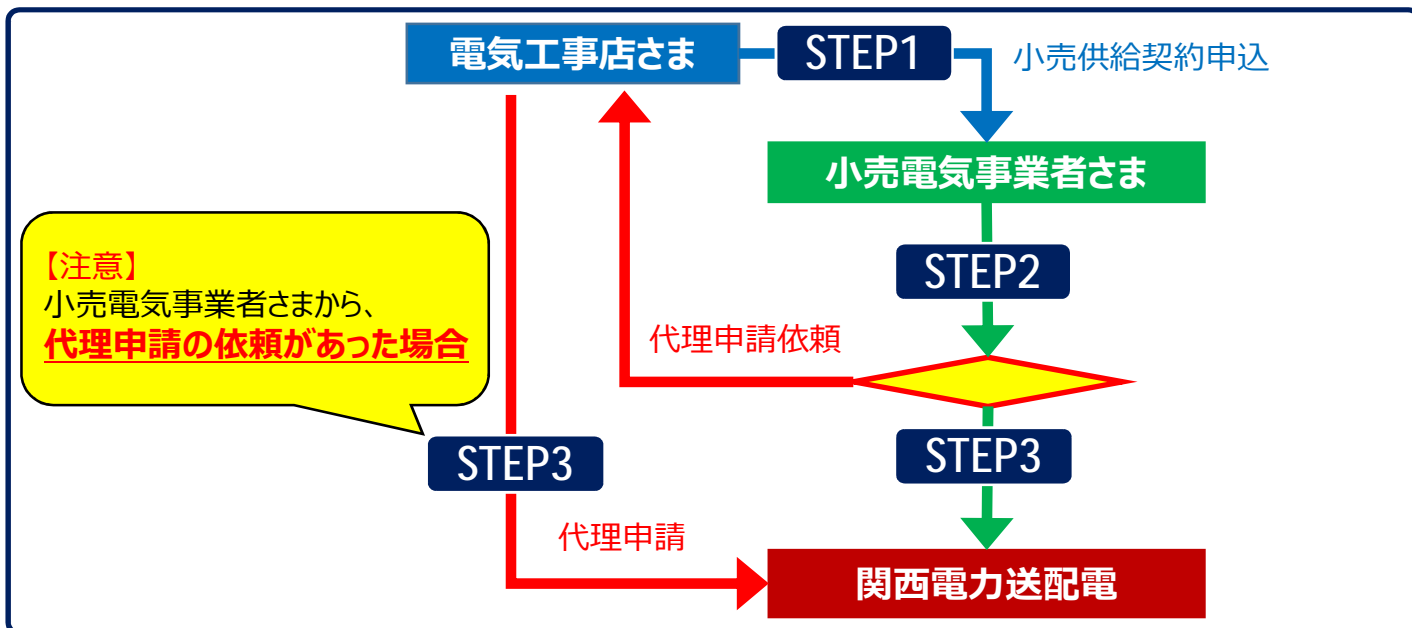 電気工事店さま
STEP1
小売供給契約申込
小売電気事業者さま
STEP2
【注意】
小売電気事業者さまから、
代理申請の依頼があった場合
代理申請依頼
STEP3
STEP3
代理申請
関西電力送配電